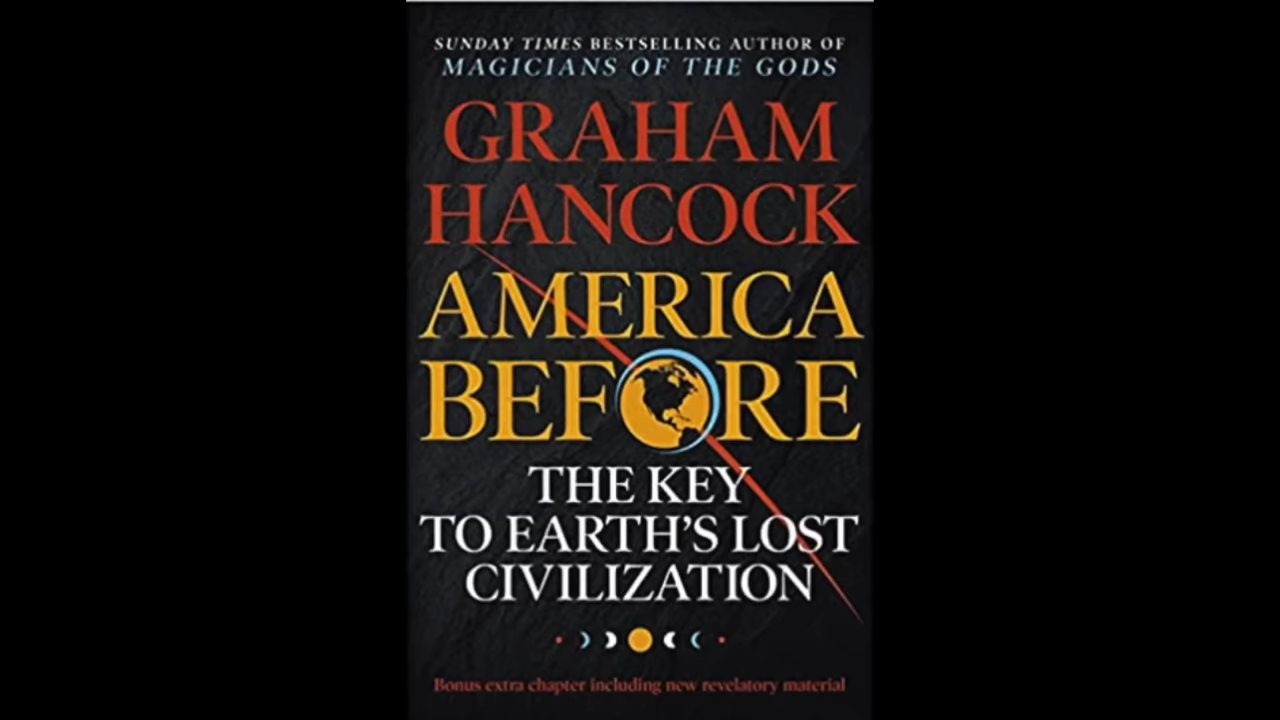 SUNDAY TIMES BESTSELLING AUTHOR OF
MAGICIANS OF THE GODS
GRAHAM
HANCOCK
AMERICA
BEFORE
THE KEY
TO EARTH'S LOST
CIVILIZATION
Bonus extra chapter including new revelatory material